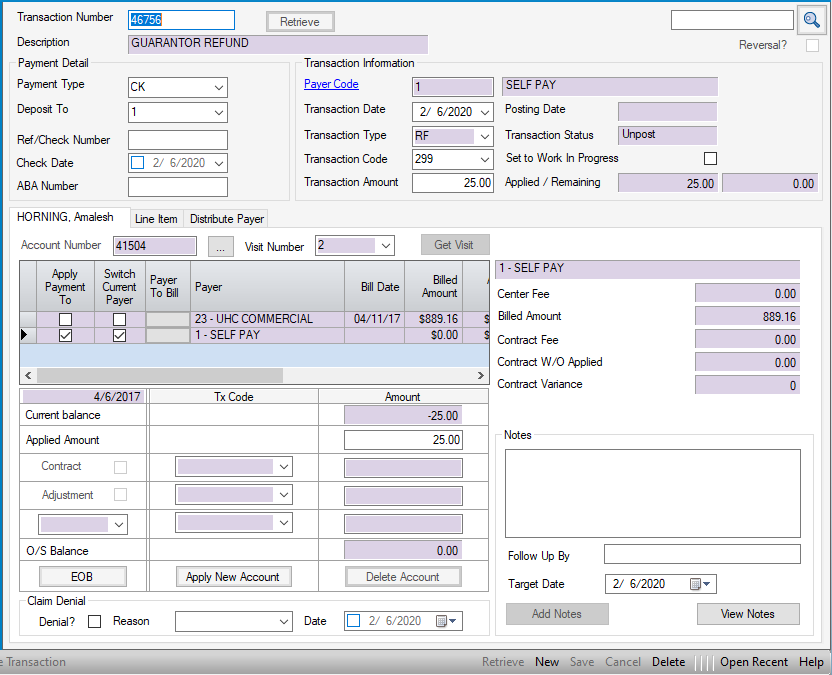 Transaction Number 46756 Retrieve
Description GUARANTOR REFUND Reversal?
Payment Detail
Payment Type CK
Deposit To 1
Ref/Check Number
Check Date 2/ 6/2020
ABA Number
Transaction Information
Payer Code 1 SELF PAY
Transaction Date 2/ 6/2020 Posting Date
Transaction Type RF Transaction Status Unpost
Transaction Code 299 Set to Work In Progress
Transaction Amount 25.00 Applied / Remaining 25.00 0.00
HORNING, Amalesh Line Item Distribute Payer
Account Number 41504 ... Visit Number 2 Get Visit
Apply Payment To Switch Current Payer Payer To Bill Payer Bill Date Billed Amount A
23 - UHC COMMERCIAL 04/11/17 $889.16 $
1 - SELF PAY $0.00 $
1 - SELF PAY
Center Fee 0.00
Billed Amount 889.16
Contract Fee 0.00
Contract W/O Applied 0.00
Contract Variance 0
4/6/2017 Tx Code Amount
Current balance -25.00
Applied Amount 25.00
Contract
Adjustment
O/S Balance 0.00
EOB Apply New Account Delete Account
Claim Denial
Denial? Reason Date 2/ 6/2020
Notes
Follow Up By
Target Date 2/ 6/2020
Add Notes View Notes
e Transaction Retrieve New Save Cancel Delete Open Recent Help